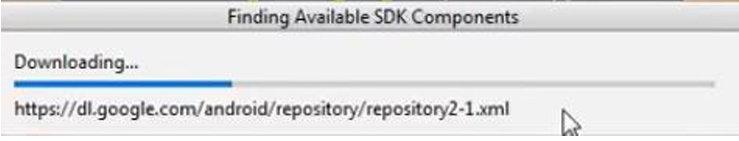 Finding Available SDK Components
Downloading...
https://dl.google.com/android/repository/repository2-1.xml